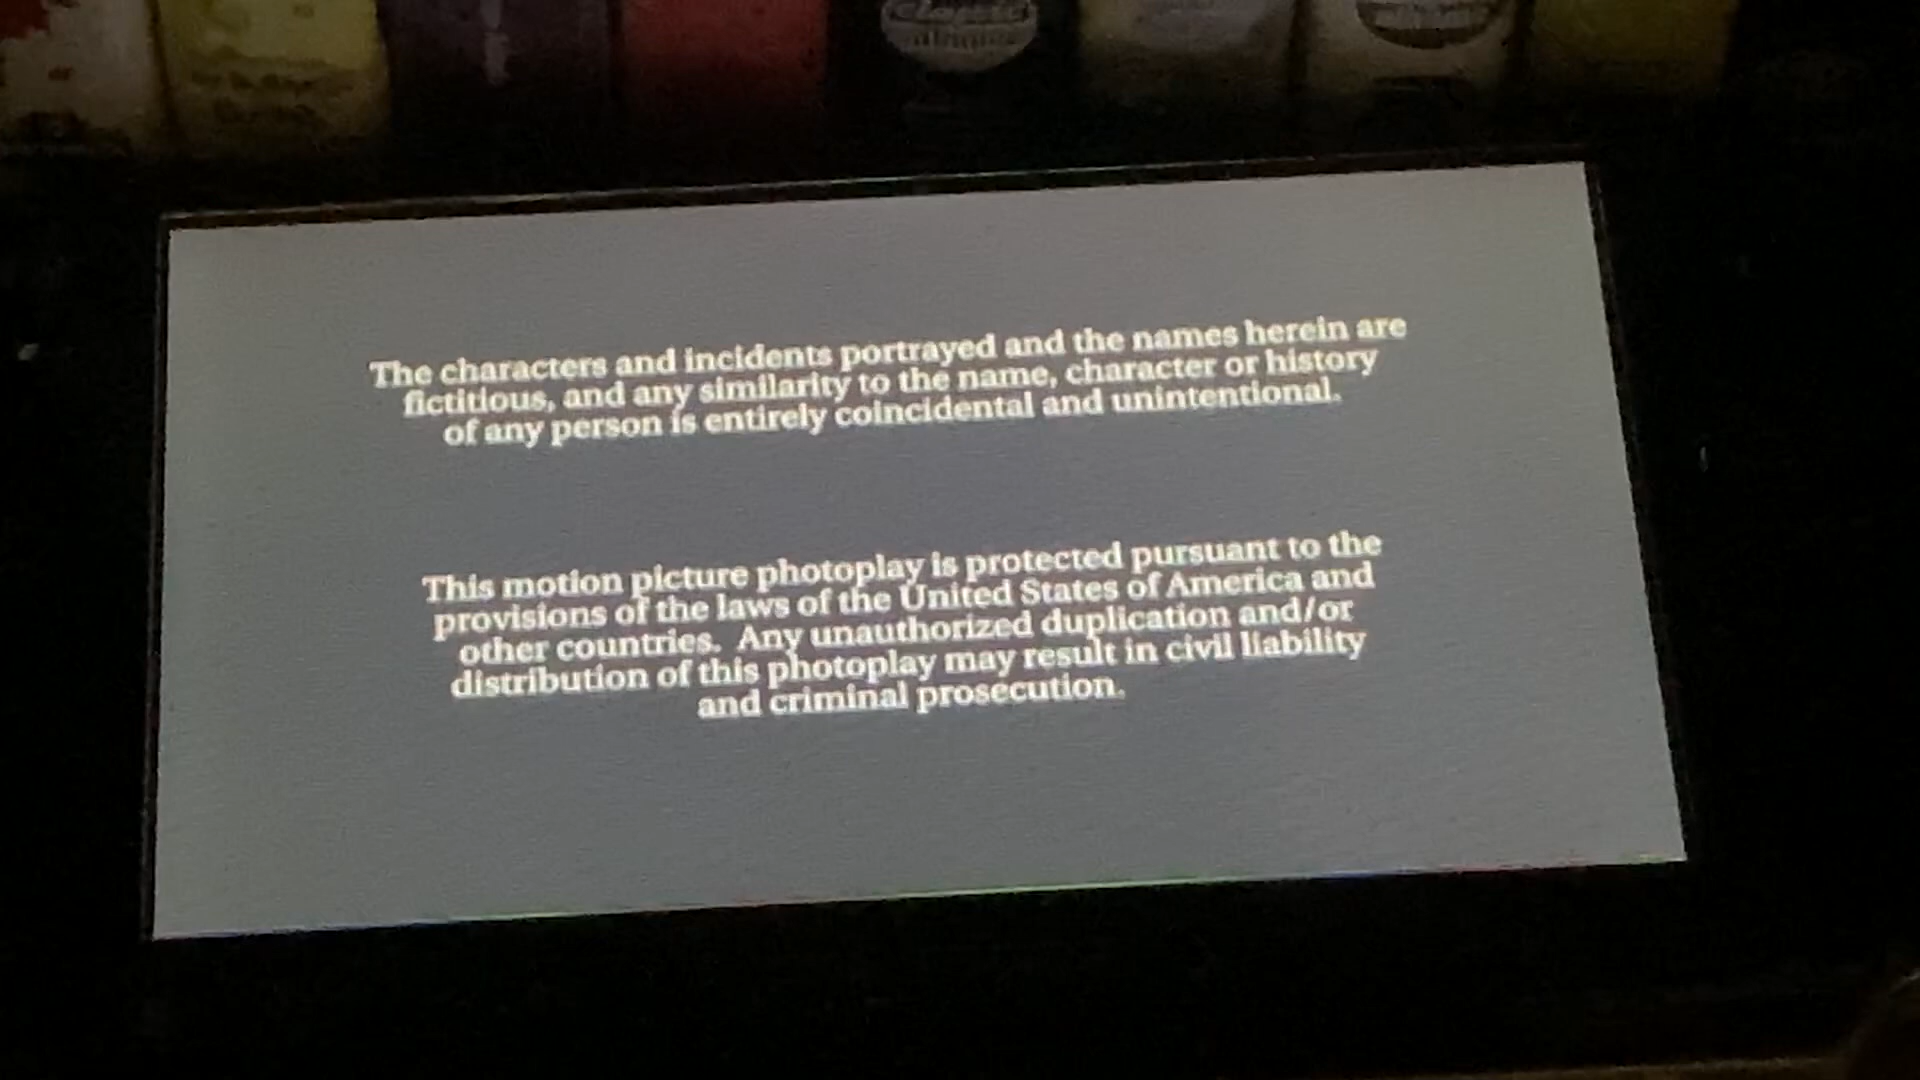 The characters and incidents portrayed and the names herein are
fictitious, and any similarity to the name, character or history
of any person is entirely coincidental and unintentional.
This motion picture photoplay is protected pursuant to the
provisions of the laws of the United States of America and
other countries. Any unauthorized duplication and/or
distribution of this photoplay may result in civil liability
and criminal prosecution.